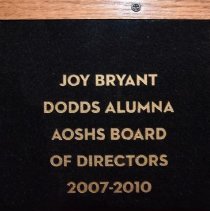 JOY BRYANT
DODDS ALUMNA
AOSHS BOARD
OF DIRECTORS
2007-2010